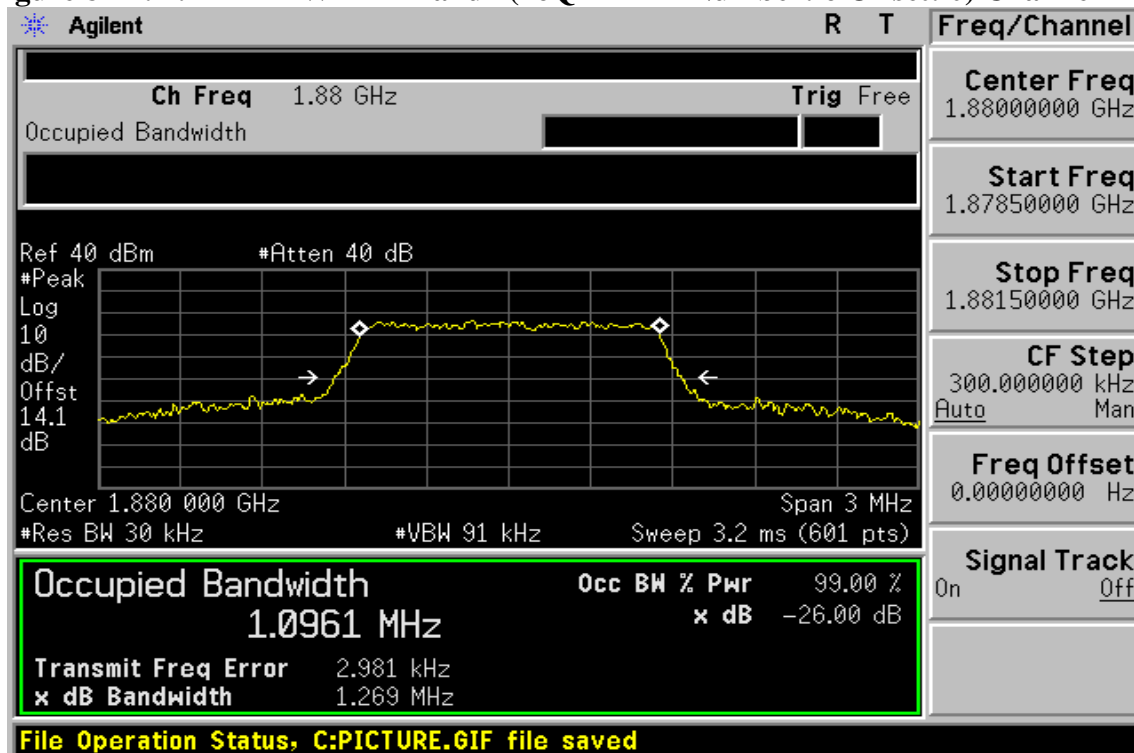 Agilent R T Freq/Channel
Ch Freq 1.88 GHz Trig Free
Occupied Bandwidth
Center Freq
1.88000000 GHz
Start Freq
1.87850000 GHz
Stop Freq
1.88150000 GHz
CF Step
300.000000 kHz
Auto Man
Freq Offset
0.00000000 Hz
Signal Track
On Off
Ref 40 dBm #Atten 40 dB
#Peak
Log
10
dB/
Offst
14.1
dB
Center 1.880 000 GHz Span 3 MHz
#Res BW 30 kHz #VBW 91 kHz Sweep 3.2 ms (601 pts)
Occupied Bandwidth Occ BW % Pwr 99.00 %
1.0961 MHz x dB -26.00 dB
Transmit Freq Error 2.981 kHz
x dB Bandwidth 1.269 MHz
File Operation Status, C:PICTURE.GIF file saved